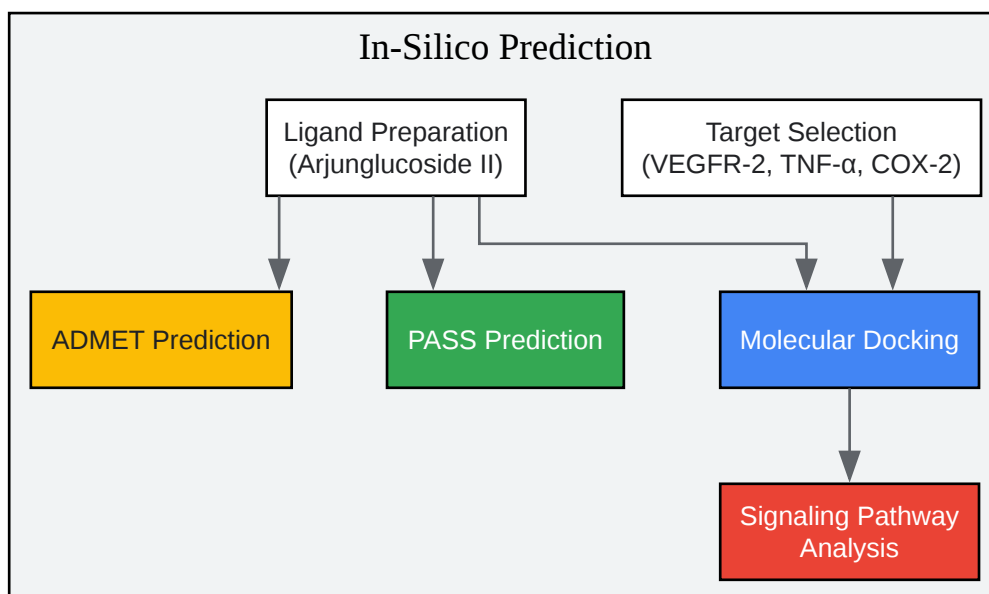 In-Silico Prediction
Ligand Preparation
(Arjunglucoside II)
Target Selection
(VEGFR-2, TNF-α, COX-2)
ADMET Prediction
PASS Prediction
Molecular Docking
Signaling Pathway
Analysis